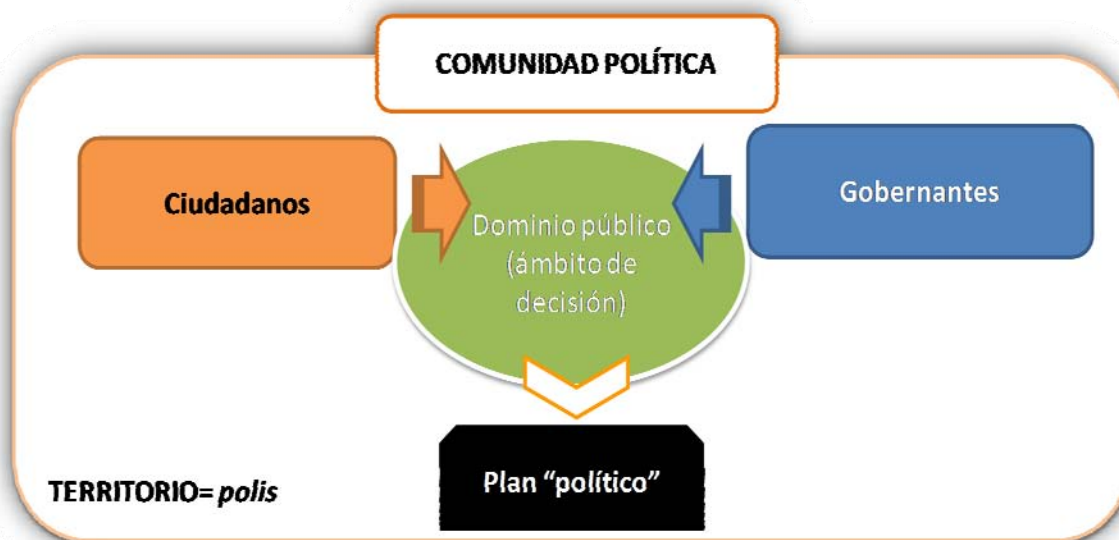 COMUNIDAD POLÍTICA
Ciudadanos
Gobernantes
Dominio público
(ámbito de
decisión)
Plan “político”
TERRITORIO= polis